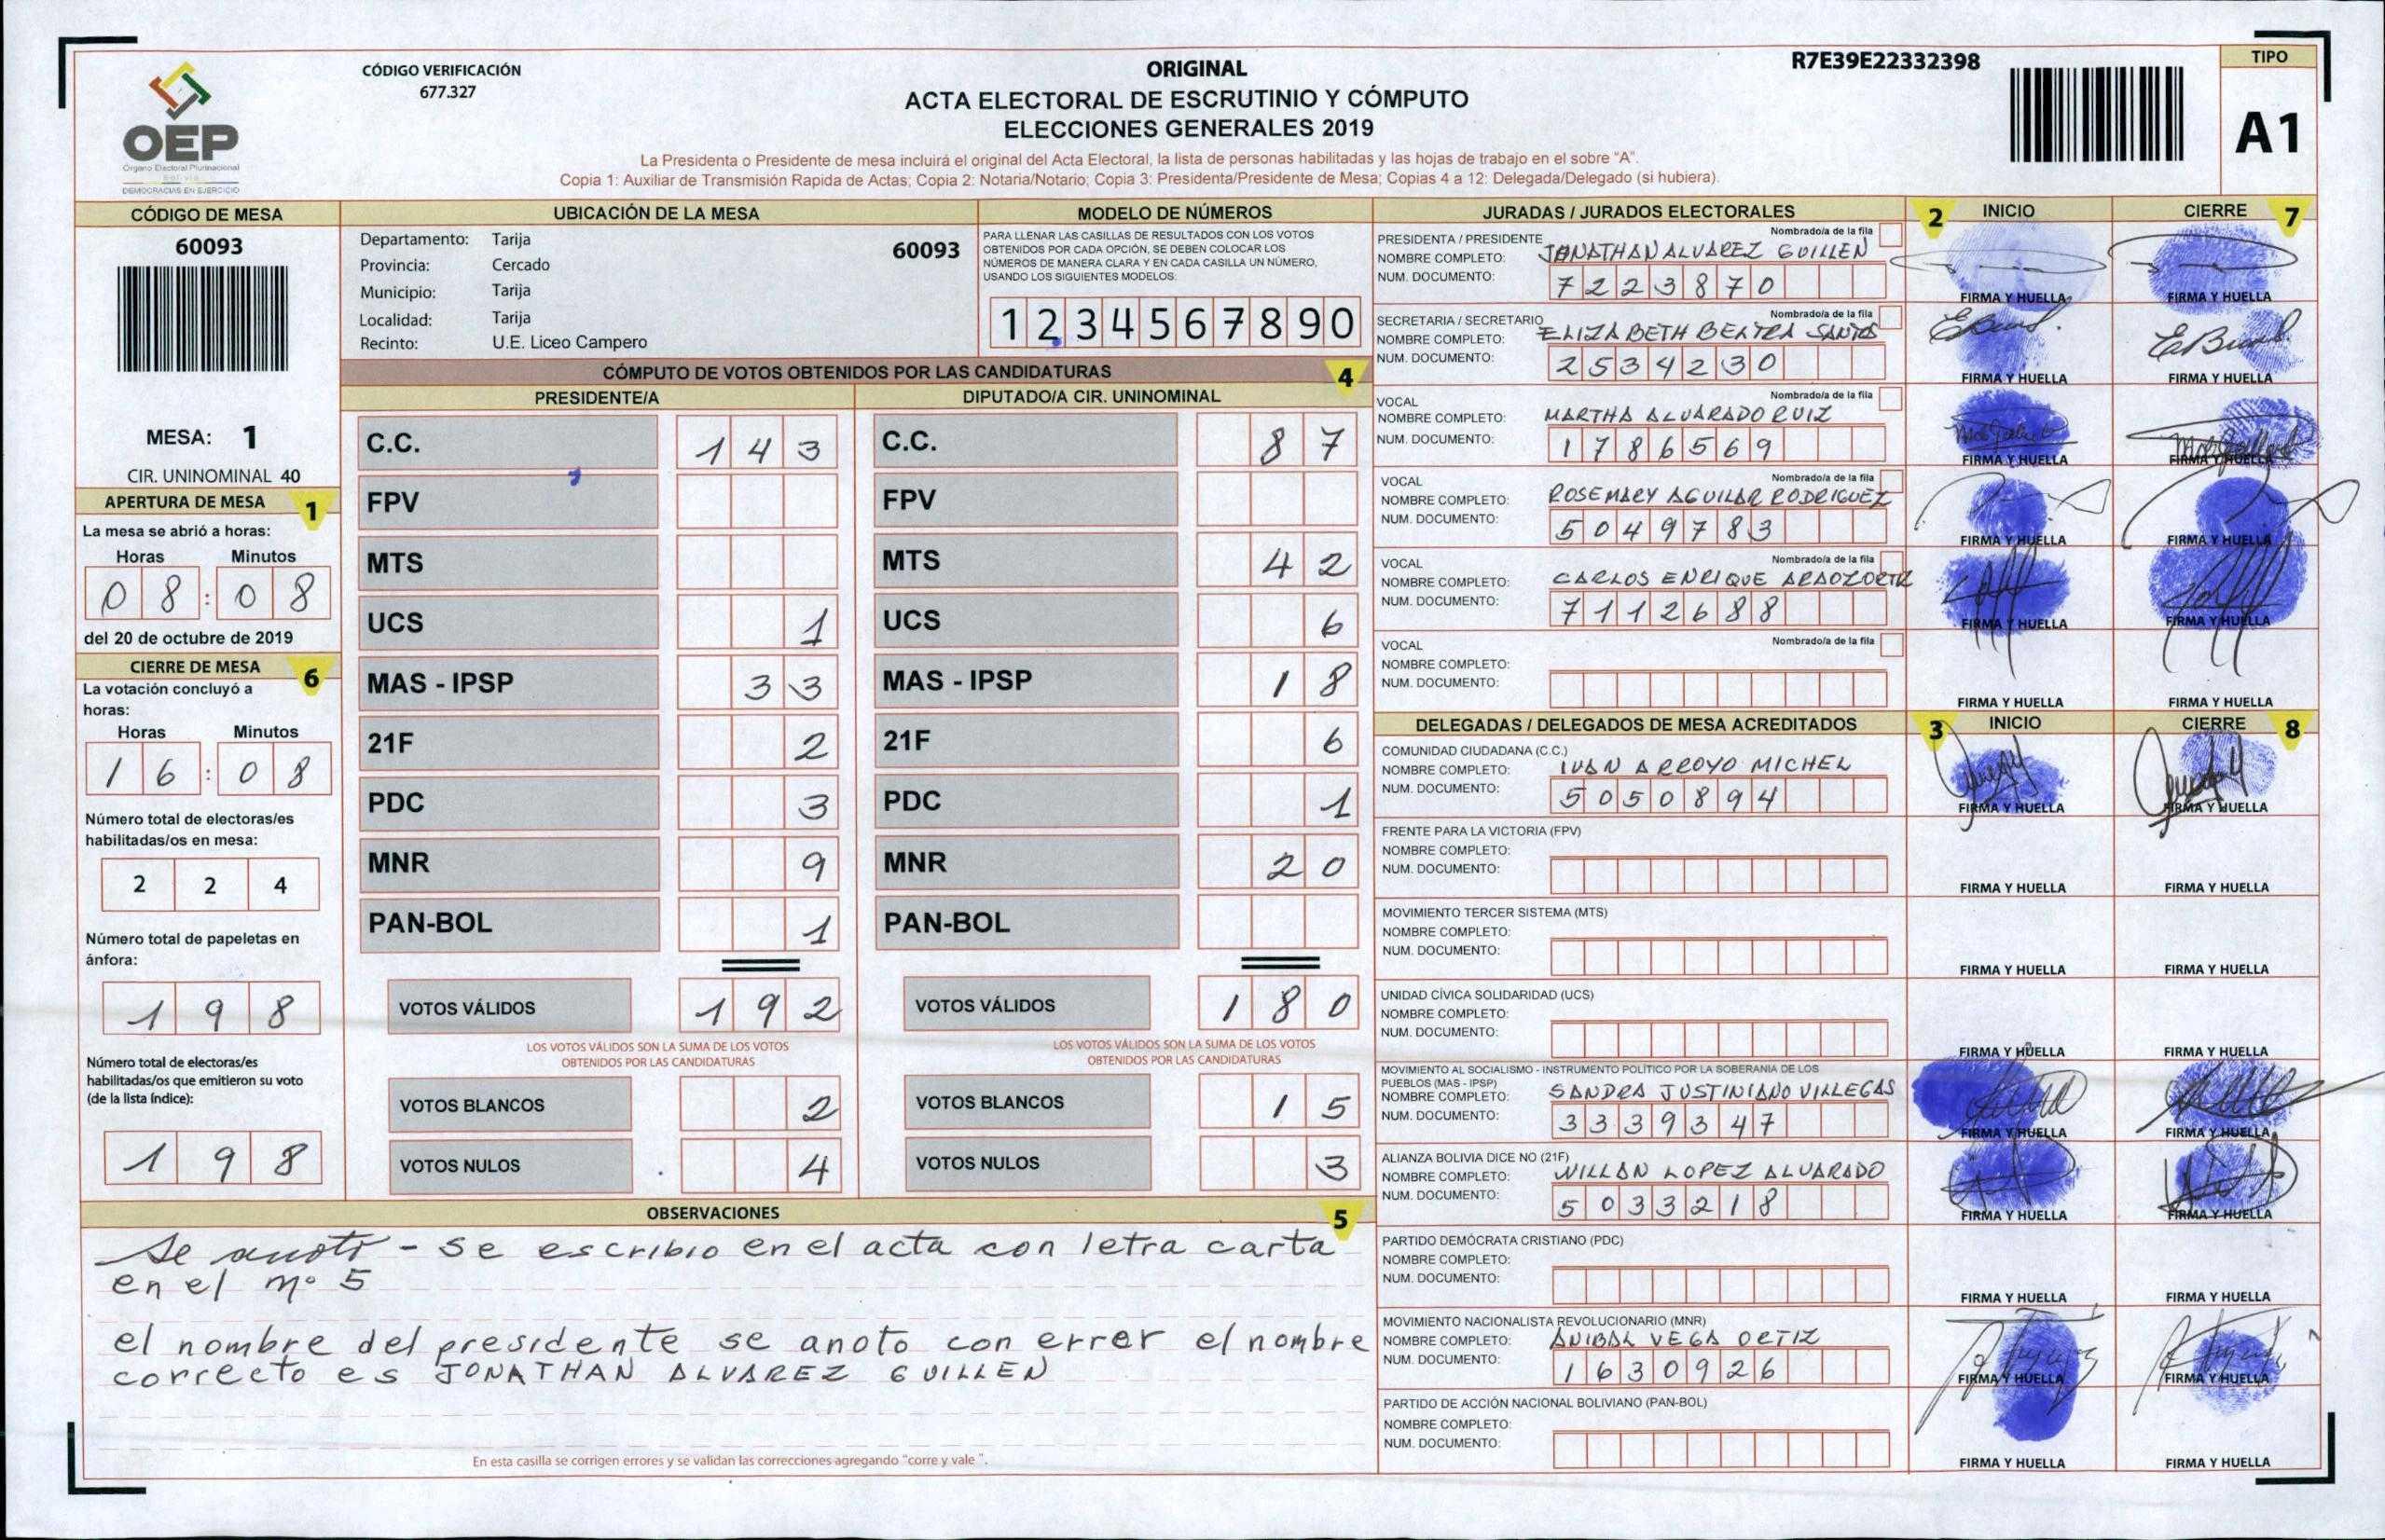 CÓDIGO VERIFICACIÓN
677.327
OEP
Órgano Electoral Plurinacional
Bolivia
DEMOCRACIAS EN EJERCICIO
ORIGINAL
ACTA ELECTORAL DE ESCRUTINIO Y CÓMPUTO
ELECCIONES GENERALES 2019
La Presidenta o Presidente de mesa incluirá el original del Acta Electoral, la lista de personas habilitadas y las hojas de trabajo en el sobre "A".
Copia 1: Auxiliar de Transmisión Rapida de Actas; Copia 2: Notaria/Notario; Copia 3: Presidenta/Presidente de Mesa; Copias 4 a 12: Delegada/Delegado (si hubiera).
R7E39E22332398
TIPO
A1
CÓDIGO DE MESA
60093
MESA: 1
CIR. UNINOMINAL 40
APERTURA DE MESA 1
La mesa se abrió a horas:
Horas Minutos
08:08
del 20 de octubre de 2019
CIERRE DE MESA 6
La votación concluyó a
horas:
Horas Minutos
16:08
Número total de electoras/es
habilitadas/os en mesa:
224
Número total de papeletas en
ánfora:
198
Número total de electoras/es
habilitadas/os que emitieron su voto
(de la lista índice):
198
UBICACIÓN DE LA MESA
Departamento: Tarija 60093
Provincia: Cercado
Municipio: Tarija
Localidad: Tarija
Recinto: U.E. Liceo Campero
MODELO DE NÚMEROS
PARA LLENAR LAS CASILLAS DE RESULTADOS CON LOS VOTOS
OBTENIDOS POR CADA OPCIÓN, SE DEBEN COLOCAR LOS
NÚMEROS DE MANERA CLARA Y EN CADA CASILLA UN NÚMERO,
USANDO LOS SIGUIENTES MODELOS:
1234567890
CÓMPUTO DE VOTOS OBTENIDOS POR LAS CANDIDATURAS 4
PRESIDENTE/A DIPUTADO/A CIR. UNINOMINAL
C.C. 143 C.C. 87
FPV FPV
MTS MTS 42
UCS 1 UCS 6
MAS - IPSP 33 MAS - IPSP 18
21F 2 21F 6
PDC 3 PDC 1
MNR 9 MNR 20
PAN-BOL 1 PAN-BOL
VOTOS VÁLIDOS 192 VOTOS VÁLIDOS 180
LOS VOTOS VÁLIDOS SON LA SUMA DE LOS VOTOS LOS VOTOS VÁLIDOS SON LA SUMA DE LOS VOTOS
OBTENIDOS POR LAS CANDIDATURAS OBTENIDOS POR LAS CANDIDATURAS
VOTOS BLANCOS 2 VOTOS BLANCOS 15
VOTOS NULOS 4 VOTOS NULOS 3
OBSERVACIONES 5
Se anotó - se escribio en el acta con letra carta
en el nº 5
el nombre del presidente se anoto con errer el nombre
correcto es JONATHAN ALVAREZ GUILLEN
En esta casilla se corrigen errores y se validan las correcciones agregando "corre y vale ".
JURADAS / JURADOS ELECTORALES 2 INICIO CIERRE 7
PRESIDENTA / PRESIDENTE Nombrado/a de la fila
NOMBRE COMPLETO: JONATHAN ALVAREZ GUILLEN
NUM. DOCUMENTO: 7223870
FIRMA Y HUELLA FIRMA Y HUELLA
SECRETARIA / SECRETARIO Nombrado/a de la fila
NOMBRE COMPLETO: ELIZABETH BEATRA SANTOS
NUM. DOCUMENTO: 2534230
FIRMA Y HUELLA FIRMA Y HUELLA
VOCAL Nombrado/a de la fila
NOMBRE COMPLETO: MARTHA ALVARADO RUIZ
NUM. DOCUMENTO: 1786569
FIRMA Y HUELLA FIRMA Y HUELLA
VOCAL Nombrado/a de la fila
NOMBRE COMPLETO: ROSEMARY AGUILAR RODRIGUEZ
NUM. DOCUMENTO: 5049783
FIRMA Y HUELLA FIRMA Y HUELLA
VOCAL Nombrado/a de la fila
NOMBRE COMPLETO: CARLOS ENRIQUE ARAOZ ORTIZ
NUM. DOCUMENTO: 7112688
FIRMA Y HUELLA FIRMA Y HUELLA
VOCAL Nombrado/a de la fila
NOMBRE COMPLETO:
NUM. DOCUMENTO:
FIRMA Y HUELLA FIRMA Y HUELLA
DELEGADAS / DELEGADOS DE MESA ACREDITADOS 3 INICIO CIERRE 8
COMUNIDAD CIUDADANA (C.C.)
NOMBRE COMPLETO: IVAN ARROYO MICHEL
NUM. DOCUMENTO: 5050894
FIRMA Y HUELLA FIRMA Y HUELLA
FRENTE PARA LA VICTORIA (FPV)
NOMBRE COMPLETO:
NUM. DOCUMENTO:
FIRMA Y HUELLA FIRMA Y HUELLA
MOVIMIENTO TERCER SISTEMA (MTS)
NOMBRE COMPLETO:
NUM. DOCUMENTO:
FIRMA Y HUELLA FIRMA Y HUELLA
UNIDAD CÍVICA SOLIDARIDAD (UCS)
NOMBRE COMPLETO:
NUM. DOCUMENTO:
FIRMA Y HUELLA FIRMA Y HUELLA
MOVIMIENTO AL SOCIALISMO - INSTRUMENTO POLÍTICO POR LA SOBERANIA DE LOS
PUEBLOS (MAS - IPSP)
NOMBRE COMPLETO: SANDRA JUSTINIANO VILLEGAS
NUM. DOCUMENTO: 3339347
FIRMA Y HUELLA FIRMA Y HUELLA
ALIANZA BOLIVIA DICE NO (21F)
NOMBRE COMPLETO: WILLAN LOPEZ ALVARADO
NUM. DOCUMENTO: 5033218
FIRMA Y HUELLA FIRMA Y HUELLA
PARTIDO DEMÓCRATA CRISTIANO (PDC)
NOMBRE COMPLETO:
NUM. DOCUMENTO:
FIRMA Y HUELLA FIRMA Y HUELLA
MOVIMIENTO NACIONALISTA REVOLUCIONARIO (MNR)
NOMBRE COMPLETO: ANIBAL VEGA ORTIZ
NUM. DOCUMENTO: 1630926
FIRMA Y HUELLA FIRMA Y HUELLA
PARTIDO DE ACCIÓN NACIONAL BOLIVIANO (PAN-BOL)
NOMBRE COMPLETO:
NUM. DOCUMENTO:
FIRMA Y HUELLA FIRMA Y HUELLA